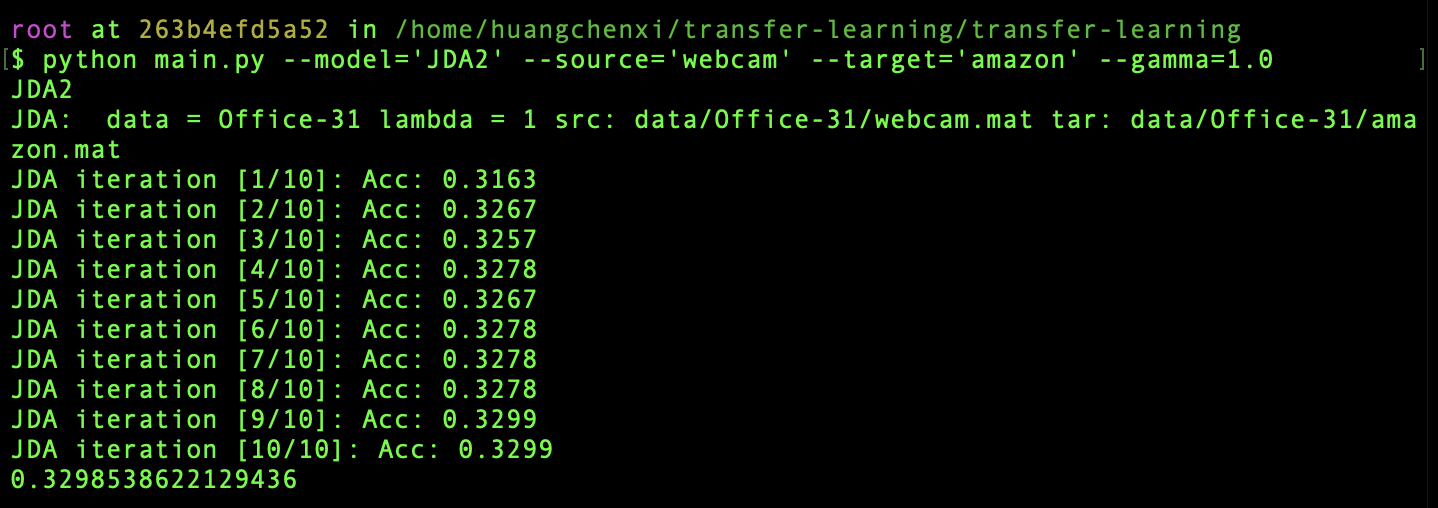 root at 263b4efd5a52 in /home/huangchenxi/transfer-learning/transfer-learning
[$ python main.py --model='JDA2' --source='webcam' --target='amazon' --gamma=1.0 ]
JDA2
JDA:  data = Office-31 lambda = 1 src: data/Office-31/webcam.mat tar: data/Office-31/ama
zon.mat
JDA iteration [1/10]: Acc: 0.3163
JDA iteration [2/10]: Acc: 0.3267
JDA iteration [3/10]: Acc: 0.3257
JDA iteration [4/10]: Acc: 0.3278
JDA iteration [5/10]: Acc: 0.3267
JDA iteration [6/10]: Acc: 0.3278
JDA iteration [7/10]: Acc: 0.3278
JDA iteration [8/10]: Acc: 0.3278
JDA iteration [9/10]: Acc: 0.3299
JDA iteration [10/10]: Acc: 0.3299
0.3298538622129436